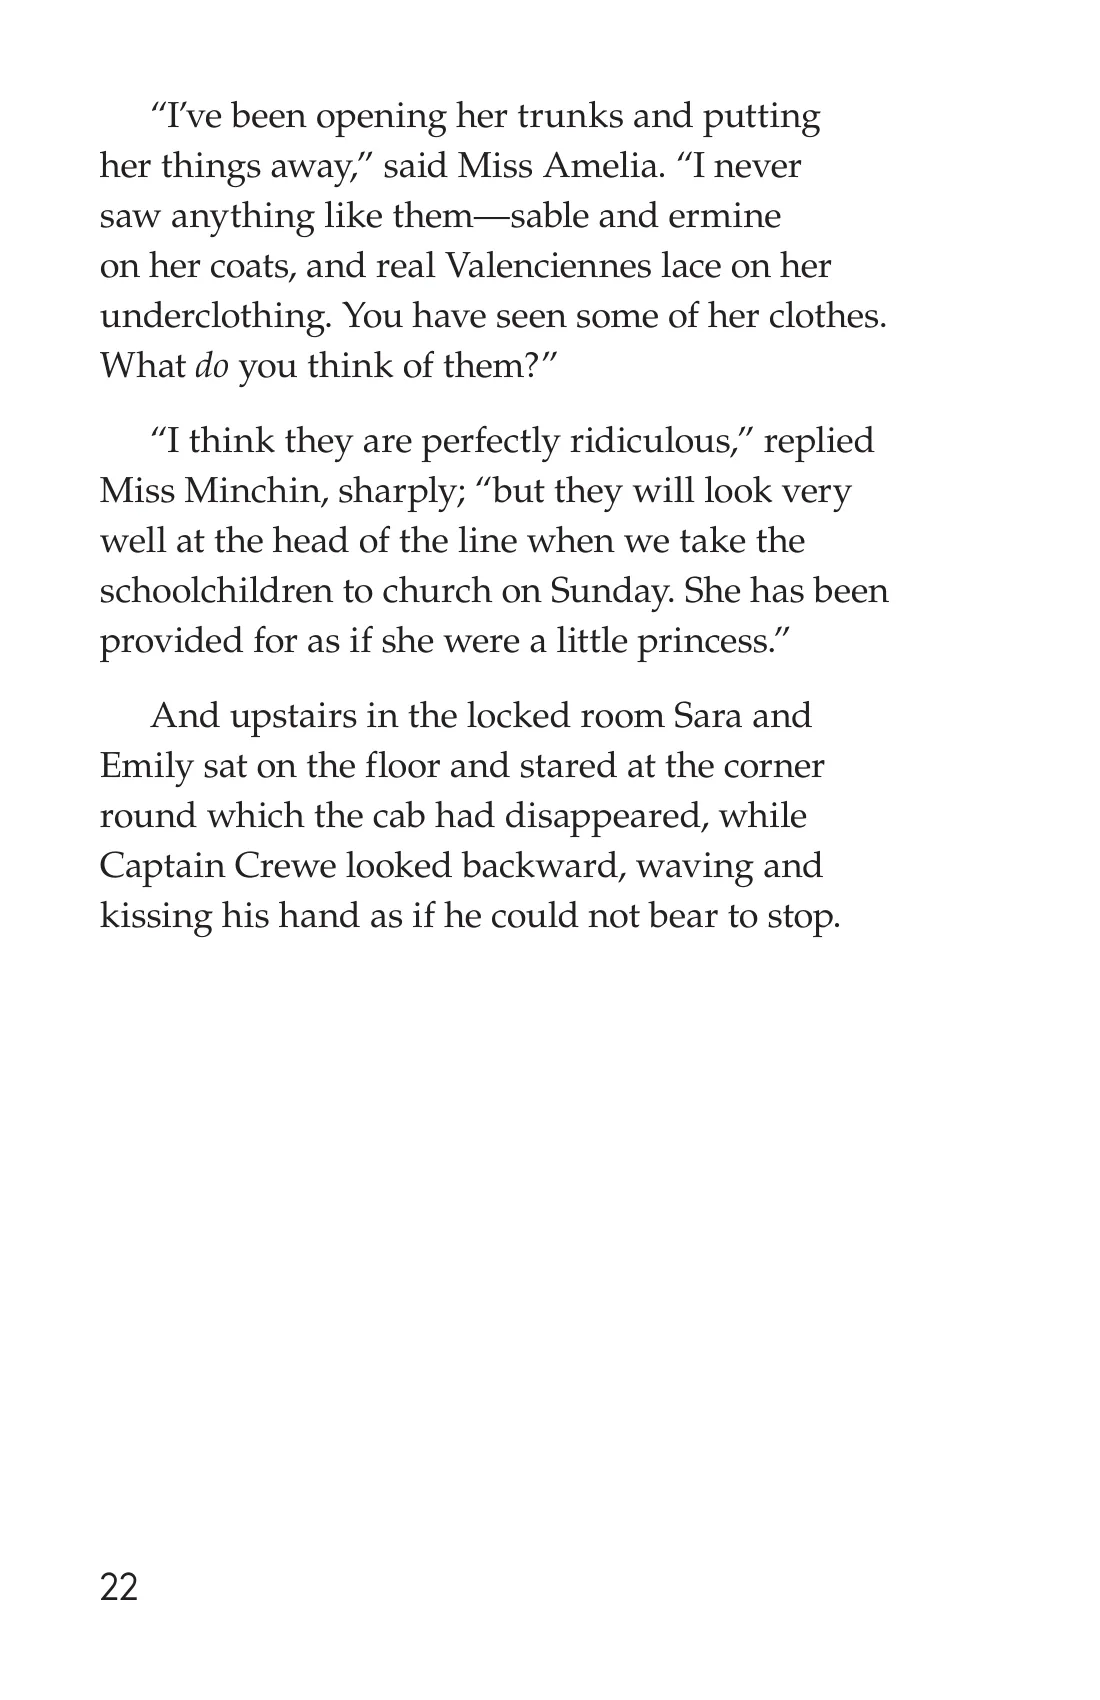 “I’ve been opening her trunks and putting
her things away,” said Miss Amelia. “I never
saw anything like them—sable and ermine
on her coats, and real Valenciennes lace on her
underclothing. You have seen some of her clothes.
What do you think of them?”
“I think they are perfectly ridiculous,” replied
Miss Minchin, sharply; “but they will look very
well at the head of the line when we take the
schoolchildren to church on Sunday. She has been
provided for as if she were a little princess.”
And upstairs in the locked room Sara and
Emily sat on the floor and stared at the corner
round which the cab had disappeared, while
Captain Crewe looked backward, waving and
kissing his hand as if he could not bear to stop.
22